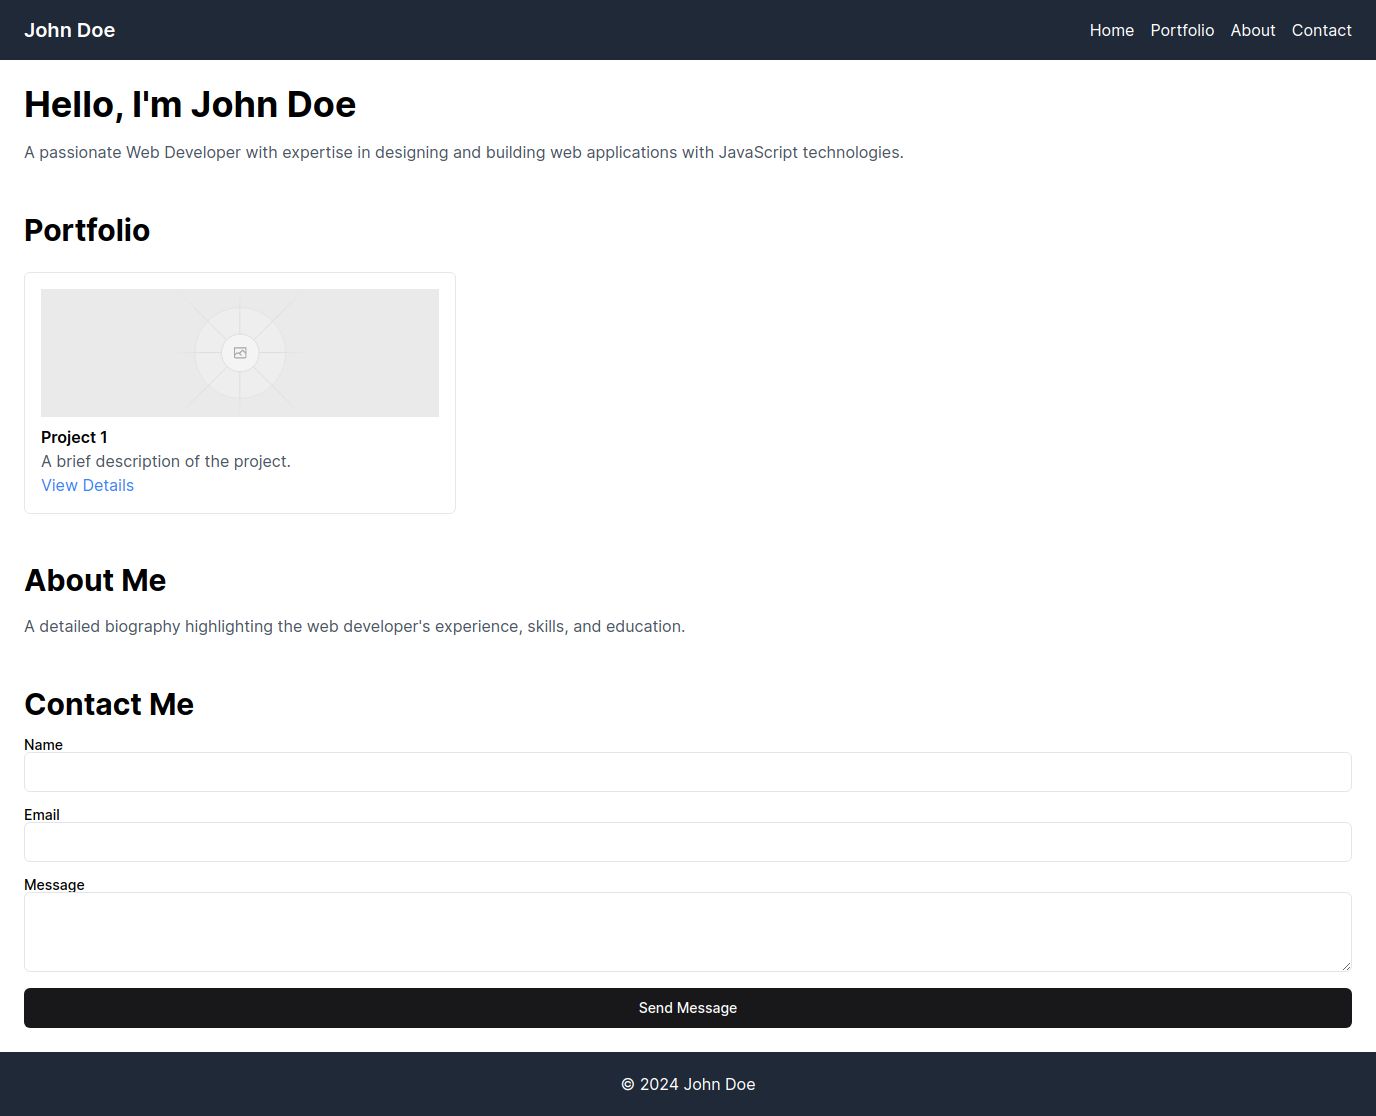 John Doe
Home Portfolio About Contact
Hello, I'm John Doe
A passionate Web Developer with expertise in designing and building web applications with JavaScript technologies.
Portfolio
Project 1
A brief description of the project.
View Details
About Me
A detailed biography highlighting the web developer's experience, skills, and education.
Contact Me
Name
Email
Message
Send Message
© 2024 John Doe